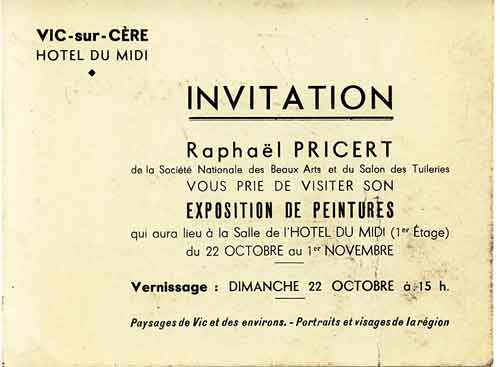 VIC-sur-CÈRE
HOTEL DU MIDI
INVITATION
Raphaël PRICERT
de la Société Nationale des Beaux Arts et du Salon des Tuileries
VOUS PRIE DE VISITER SON
EXPOSITION DE PEINTURES
qui aura lieu à la Salle de l'HOTEL DU MIDI (1er Étage)
du 22 OCTOBRE au 1er NOVEMBRE
Vernissage : DIMANCHE 22 OCTOBRE à 15 h.
Paysages de Vic et des environs. - Portraits et visages de la région